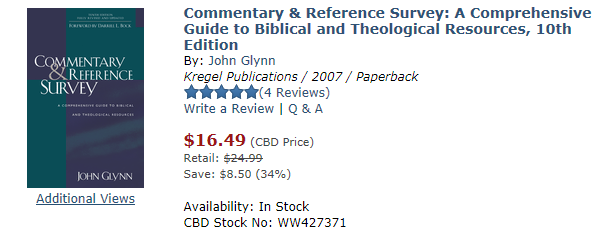 FOREWORD BY DARRELL L. BOCK
COMMENTARY
& REFERENCE
SURVEY
A COMPREHENSIVE GUIDE TO BIBLICAL
AND THEOLOGICAL RESOURCES
JOHN GLYNN
Additional Views
Commentary & Reference Survey: A Comprehensive
Guide to Biblical and Theological Resources, 10th
Edition
By: John Glynn
Kregel Publications / 2007 / Paperback
(4 Reviews)
Write a Review | Q & A
$16.49 (CBD Price)
Retail: $24.99
Save: $8.50 (34%)
Availability: In Stock
CBD Stock No: WW427371